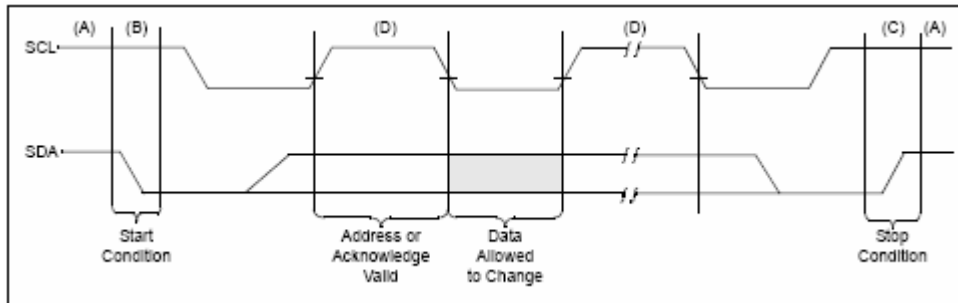 (A) (B) (D) (D) (C) (A)
SCL
SDA
Start
Condition
Address or
Acknowledge
Valid
Data
Allowed
to Change
Stop
Condition